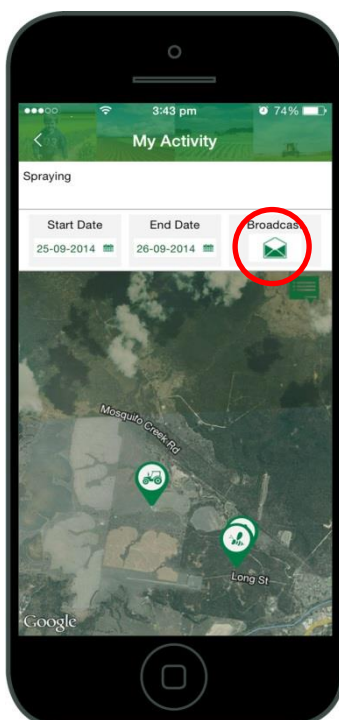 3:43 pm
74%
My Activity
Spraying
Start Date
End Date
Broadcast
25-09-2014
26-09-2014
Mosquito Creek Rd
Long St
Google